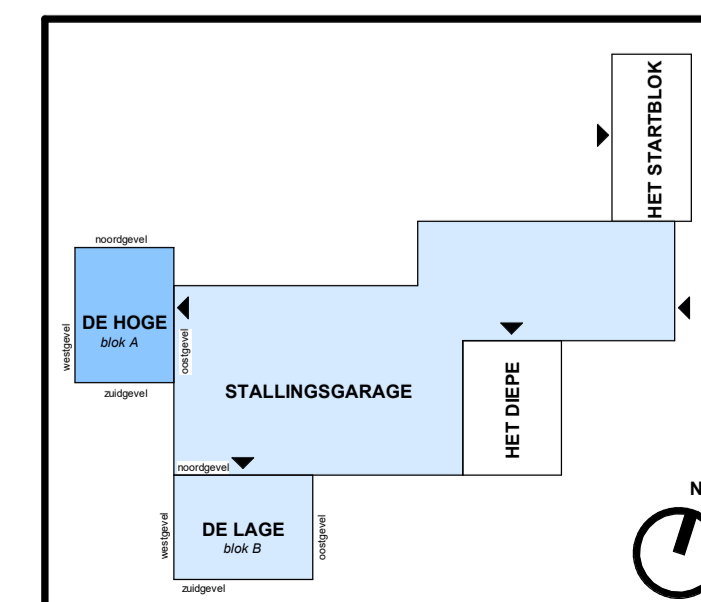 HET STARTBLOK
noordgevel
DE HOGE
blok A
westgevel
oostgevel
zuidgevel
STALLINGSGARAGE
HET DIEPE
noordgevel
DE LAGE
blok B
westgevel
oostgevel
zuidgevel
N